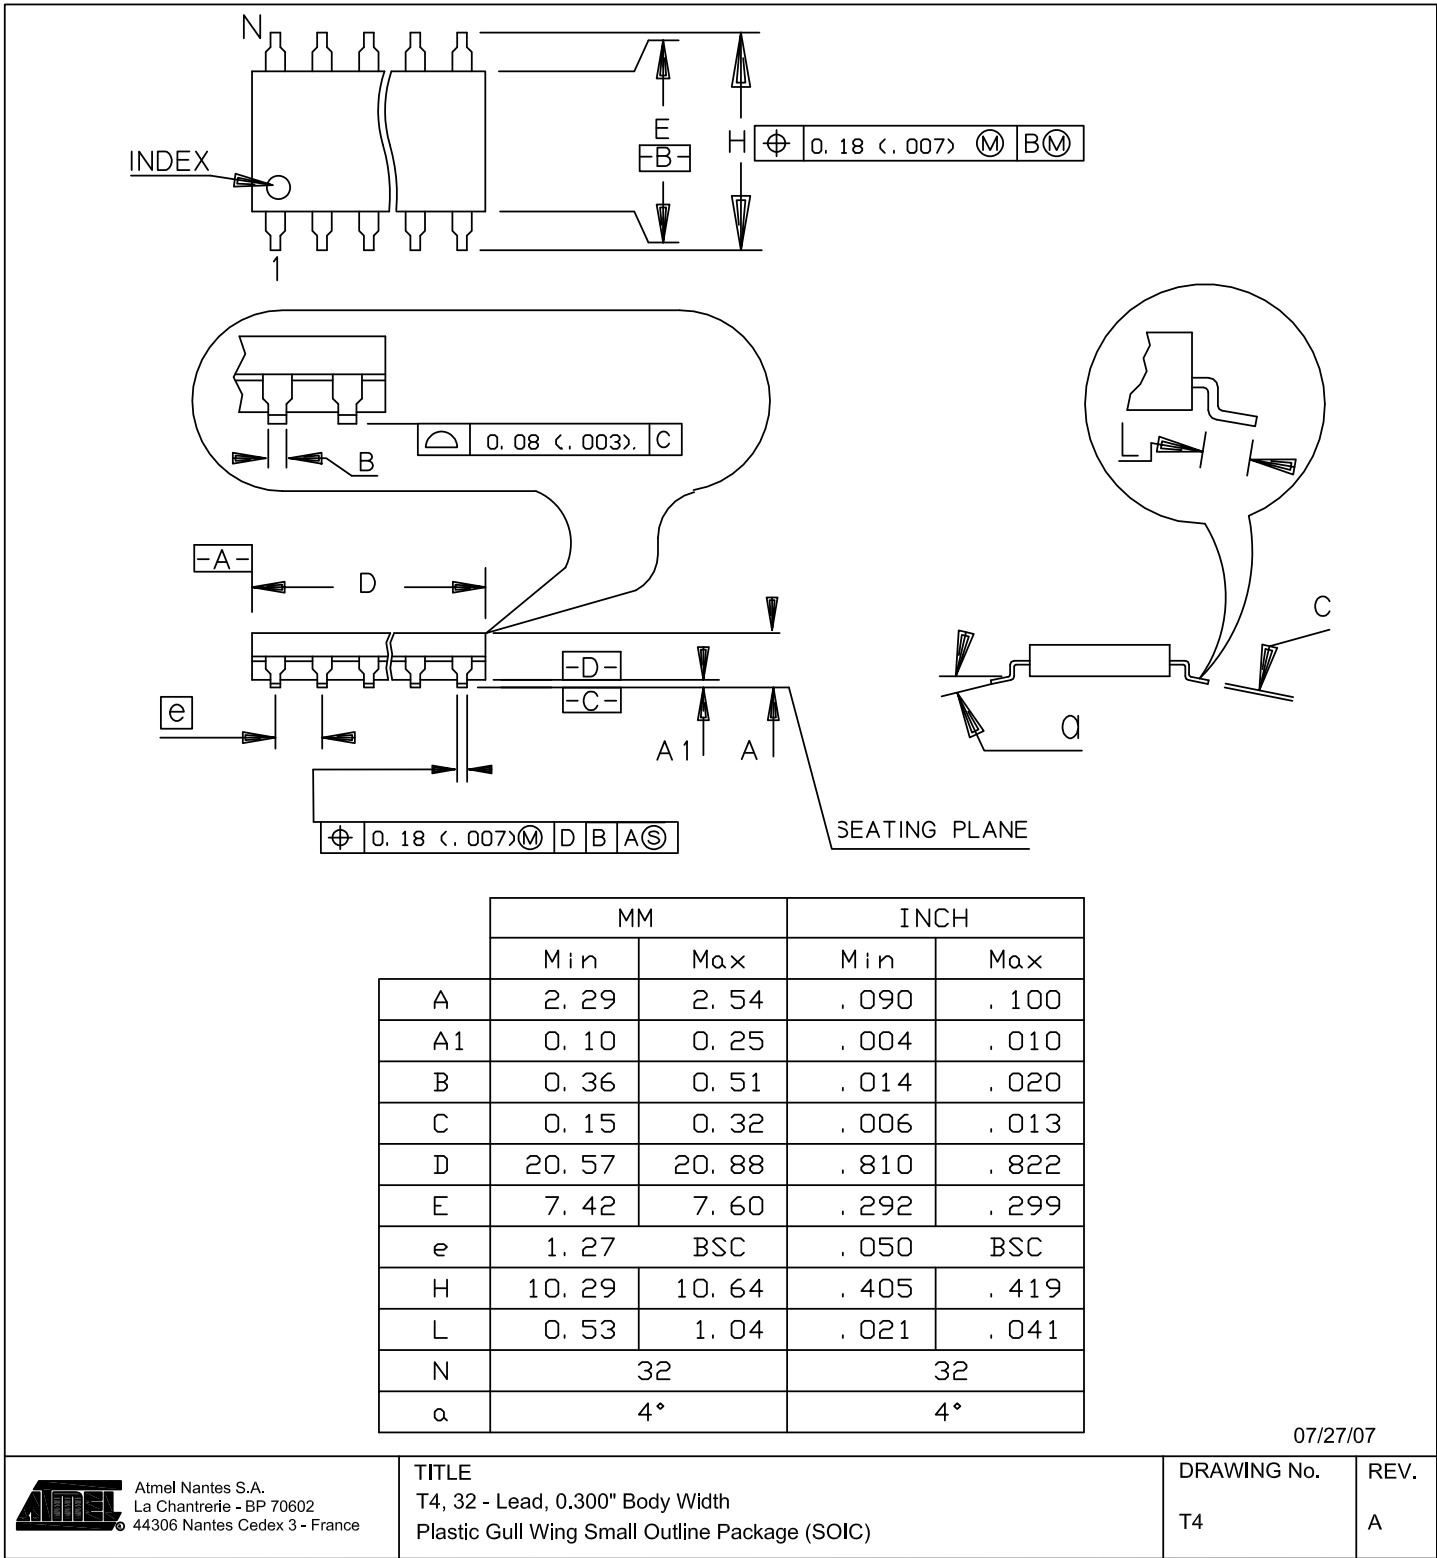 N
INDEX
1
E
-B-
H
0.18 (.007) Ⓜ B Ⓜ
0.08 (.003). C
B
L
-A-
D
C
-D-
-C-
e
A1 A
a
0.18 (.007) Ⓜ D B A Ⓢ
SEATING PLANE
MM INCH
Min Max Min Max
A 2.29 2.54 .090 .100
A1 0.10 0.25 .004 .010
B 0.36 0.51 .014 .020
C 0.15 0.32 .006 .013
D 20.57 20.88 .810 .822
E 7.42 7.60 .292 .299
e 1.27 BSC .050 BSC
H 10.29 10.64 .405 .419
L 0.53 1.04 .021 .041
N 32 32
a 4° 4°
07/27/07
ATMEL
Atmel Nantes S.A.
La Chantrerie - BP 70602
44306 Nantes Cedex 3 - France
TITLE
T4, 32 - Lead, 0.300" Body Width
Plastic Gull Wing Small Outline Package (SOIC)
DRAWING No.
T4
REV.
A